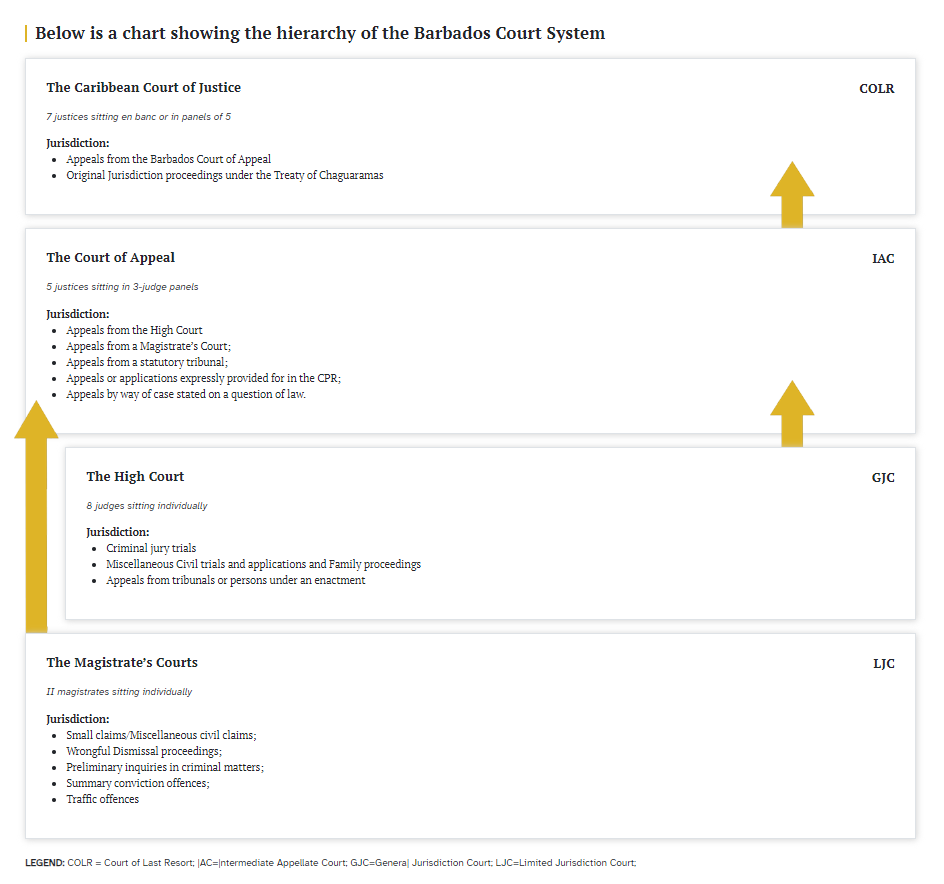 Below is a chart showing the hierarchy of the Barbados Court System
The Caribbean Court of Justice
COLR
7 justices sitting en banc or in panels of 5
Jurisdiction:
• Appeals from the Barbados Court of Appeal
• Original Jurisdiction proceedings under the Treaty of Chaguaramas
The Court of Appeal
IAC
5 justices sitting in 3-judge panels
Jurisdiction:
• Appeals from the High Court
• Appeals from a Magistrate's Court;
• Appeals from a statutory tribunal;
• Appeals or applications expressly provided for in the CPR;
• Appeals by way of case stated on a question of law.
The High Court
GJC
8 judges sitting individually
Jurisdiction:
• Criminal jury trials
• Miscellaneous Civil trials and applications and Family proceedings
• Appeals from tribunals or persons under an enactment
The Magistrate's Courts
LJC
II magistrates sitting individually
Jurisdiction:
• Small claims/Miscellaneous civil claims;
• Wrongful Dismissal proceedings;
• Preliminary inquiries in criminal matters;
• Summary conviction offences;
• Traffic offences
LEGEND: COLR = Court of Last Resort; |AC=|ntermediate Appellate Court; GJC=Genera| Jurisdiction Court; LJC=Limited Jurisdiction Court;